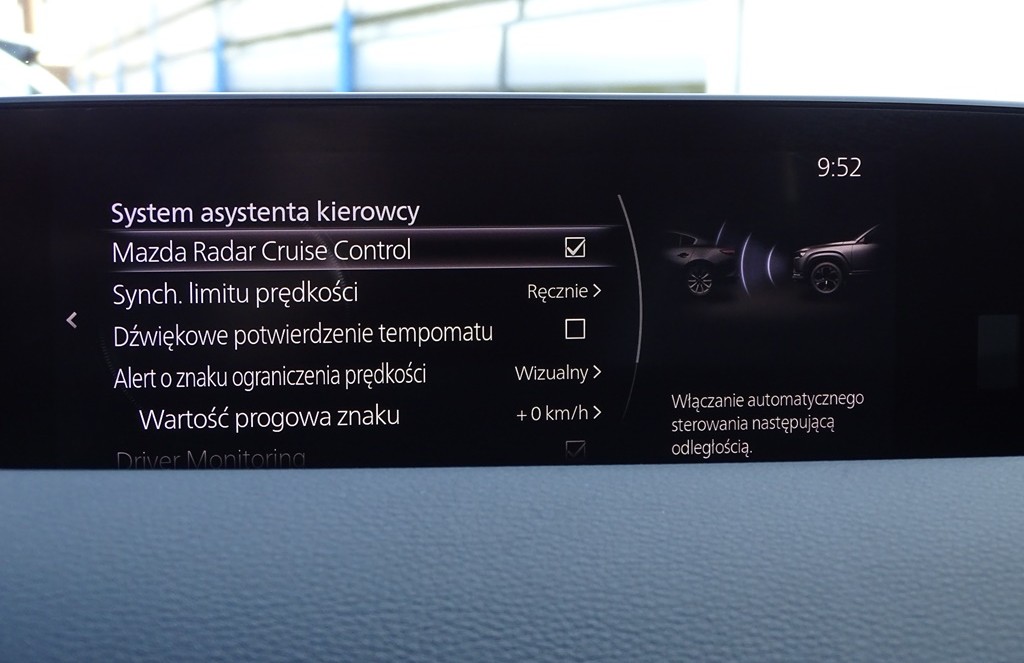 9:52
System asystenta kierowcy
Mazda Radar Cruise Control
Synch. limitu prędkości Ręcznie >
Dźwiękowe potwierdzenie tempomatu
Alert o znaku ograniczenia prędkości Wizualny >
Wartość progowa znaku +0 km/h >
Driver Monitoring
Włączanie automatycznego
sterowania następującą
odległością.